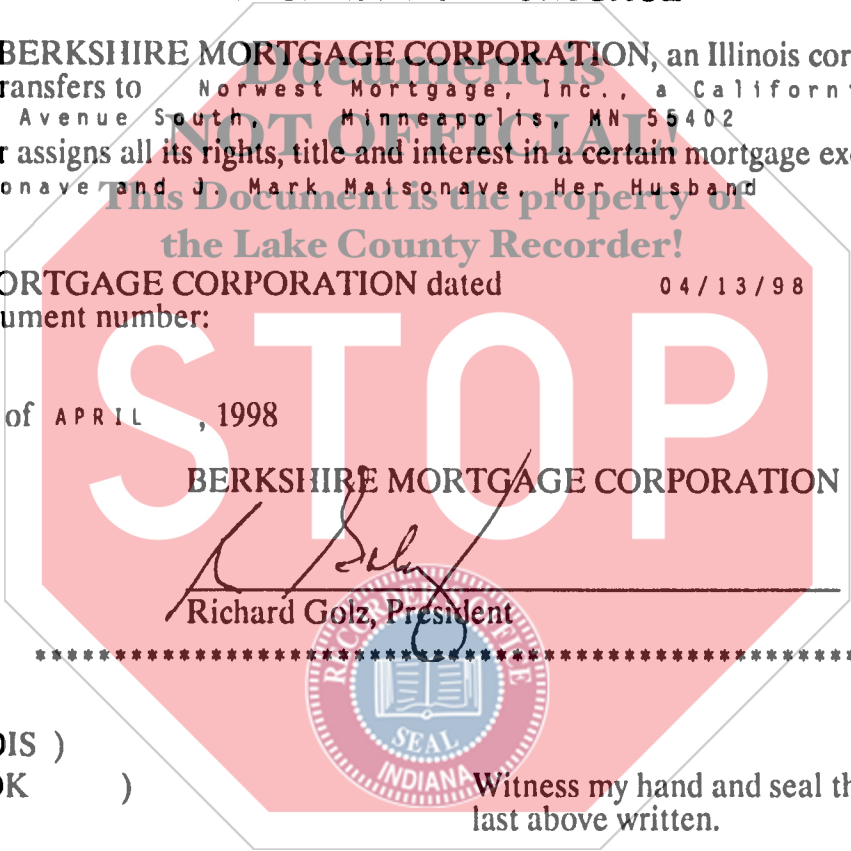 BERKSHIRE MORTGAGE CORPORATION, an Illinois cor
ransfers to Norwest Mortgage, Inc., a Californ
Avenue South, Minneapolis, MN 55402
r assigns all its rights, title and interest in a certain mortgage ex
onave and J. Mark Maisonave, Her Husband
Document is
NOT OFFICIAL!
This Document is the property of
the Lake County Recorder!
ORTGAGE CORPORATION dated 04/13/98
ument number:
STOP
of APRIL , 1998
BERKSHIRE MORTGAGE CORPORATION
Richard Golz, President
RECORDER'S OFFICE
SEAL
INDIANA
OIS )
OK )
Witness my hand and seal th
last above written.